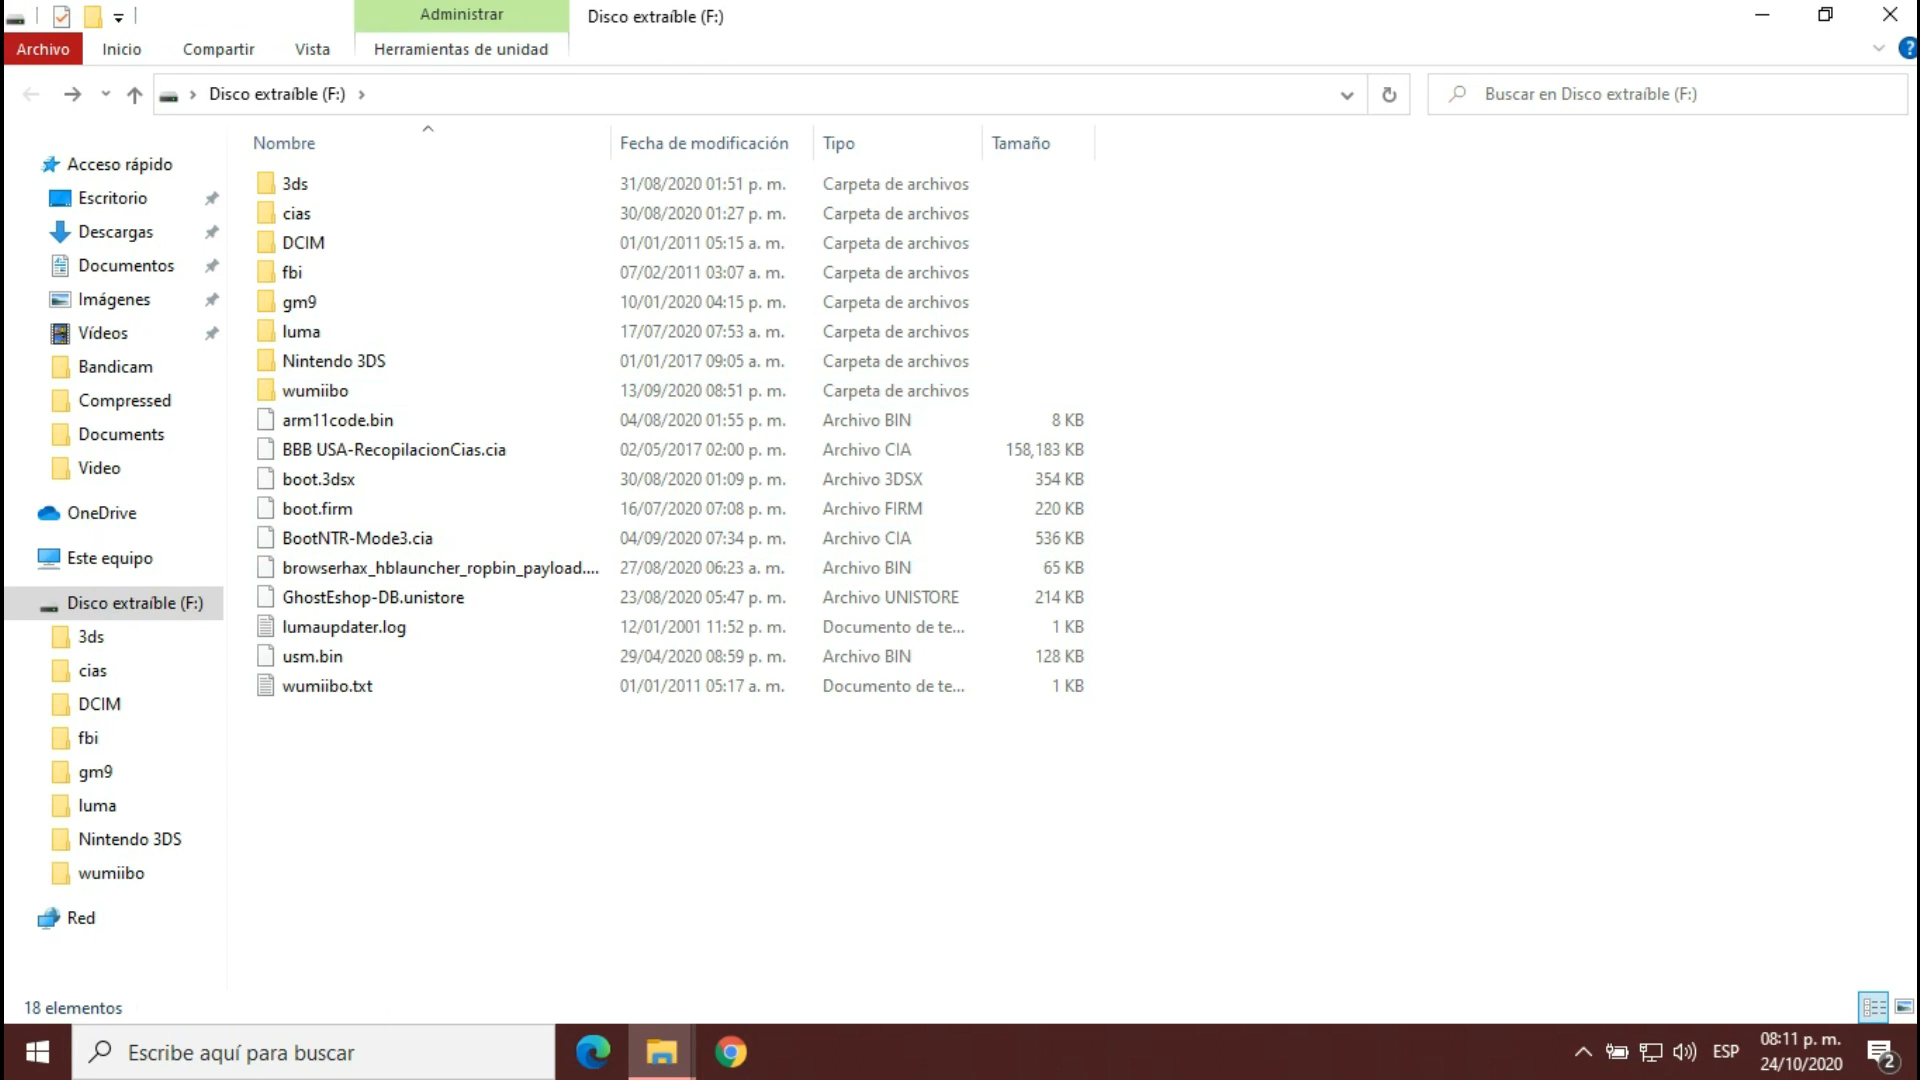 Administrar
Disco extraíble (F:)
Archivo Inicio Compartir Vista Herramientas de unidad
?
Disco extraíble (F:)
Buscar en Disco extraíble (F:)
Nombre Fecha de modificación Tipo Tamaño
Acceso rápido
Escritorio
Descargas
Documentos
Imágenes
Vídeos
Bandicam
Compressed
Documents
Video
OneDrive
Este equipo
Disco extraíble (F:)
3ds
cias
DCIM
fbi
gm9
luma
Nintendo 3DS
wumiibo
Red
3ds 31/08/2020 01:51 p. m. Carpeta de archivos
cias 30/08/2020 01:27 p. m. Carpeta de archivos
DCIM 01/01/2011 05:15 a. m. Carpeta de archivos
fbi 07/02/2011 03:07 a. m. Carpeta de archivos
gm9 10/01/2020 04:15 p. m. Carpeta de archivos
luma 17/07/2020 07:53 a. m. Carpeta de archivos
Nintendo 3DS 01/01/2017 09:05 a. m. Carpeta de archivos
wumiibo 13/09/2020 08:51 p. m. Carpeta de archivos
arm11code.bin 04/08/2020 01:55 p. m. Archivo BIN 8 KB
BBB USA-RecopilacionCias.cia 02/05/2017 02:00 p. m. Archivo CIA 158,183 KB
boot.3dsx 30/08/2020 01:09 p. m. Archivo 3DSX 354 KB
boot.firm 16/07/2020 07:08 p. m. Archivo FIRM 220 KB
BootNTR-Mode3.cia 04/09/2020 07:34 p. m. Archivo CIA 536 KB
browserhax_hblauncher_ropbin_payload.... 27/08/2020 06:23 a. m. Archivo BIN 65 KB
GhostEshop-DB.unistore 23/08/2020 05:47 p. m. Archivo UNISTORE 214 KB
lumaupdater.log 12/01/2001 11:52 p. m. Documento de te... 1 KB
usm.bin 29/04/2020 08:59 p. m. Archivo BIN 128 KB
wumiibo.txt 01/01/2011 05:17 a. m. Documento de te... 1 KB
18 elementos
Escribe aquí para buscar
ESP
08:11 p. m.
24/10/2020
2